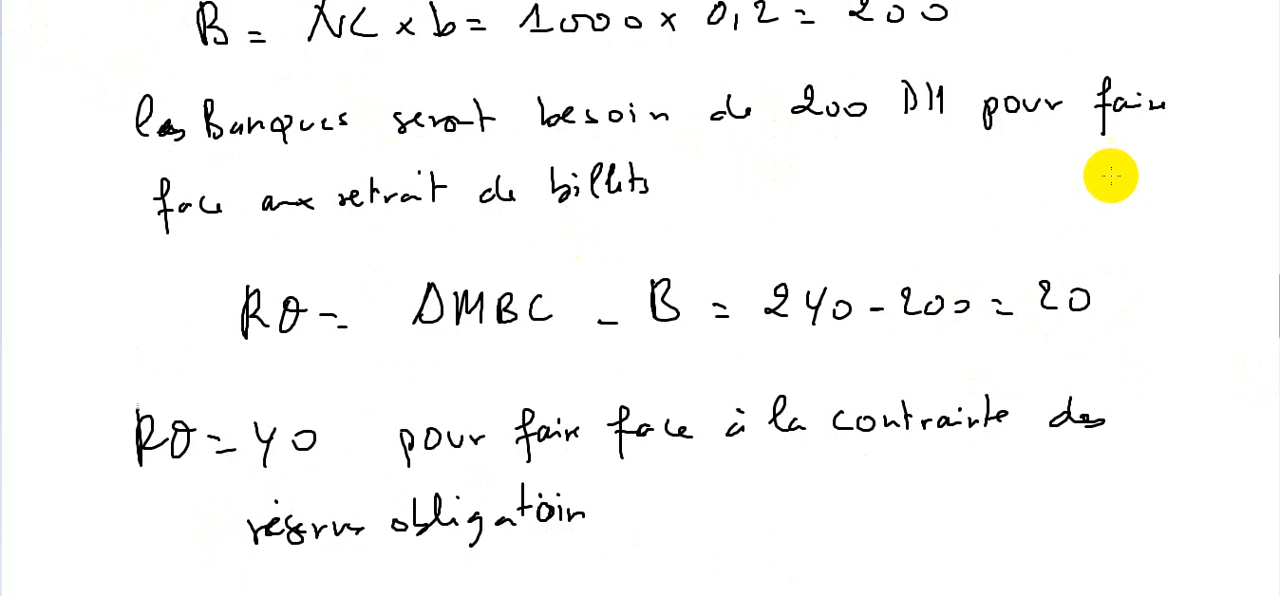 B = NC x b = 1000 x 0,2 = 200
les Banques seront besoin de 200 DH pour faire
face aux retrait de billets
RO = DMBC - B = 240 - 200 = 20
RO = 40 pour faire face à la contrainte des
réserves obligatoire